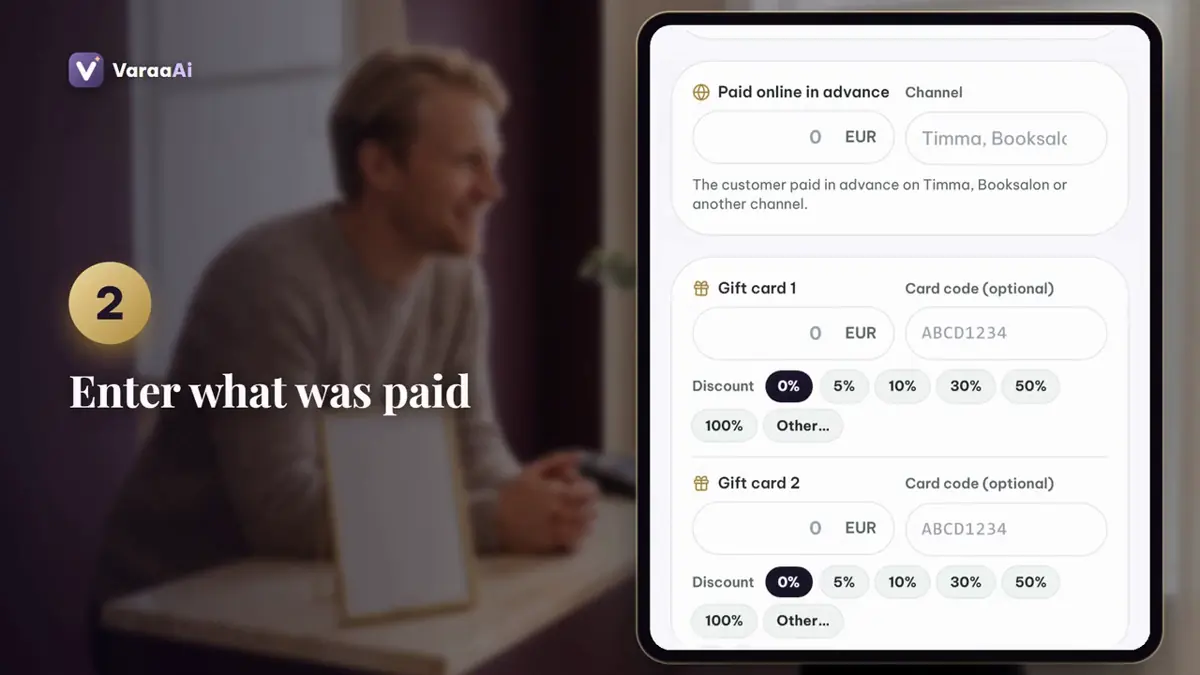 VaraaAi
2
Enter what was paid
Paid online in advance
Channel
0 EUR
Timma, Booksalo
The customer paid in advance on Timma, Booksalon or
another channel.
Gift card 1
Card code (optional)
0 EUR
ABCD1234
Discount 0% 5% 10% 30% 50%
100% Other...
Gift card 2
Card code (optional)
0 EUR
ABCD1234
Discount 0% 5% 10% 30% 50%
100% Other...